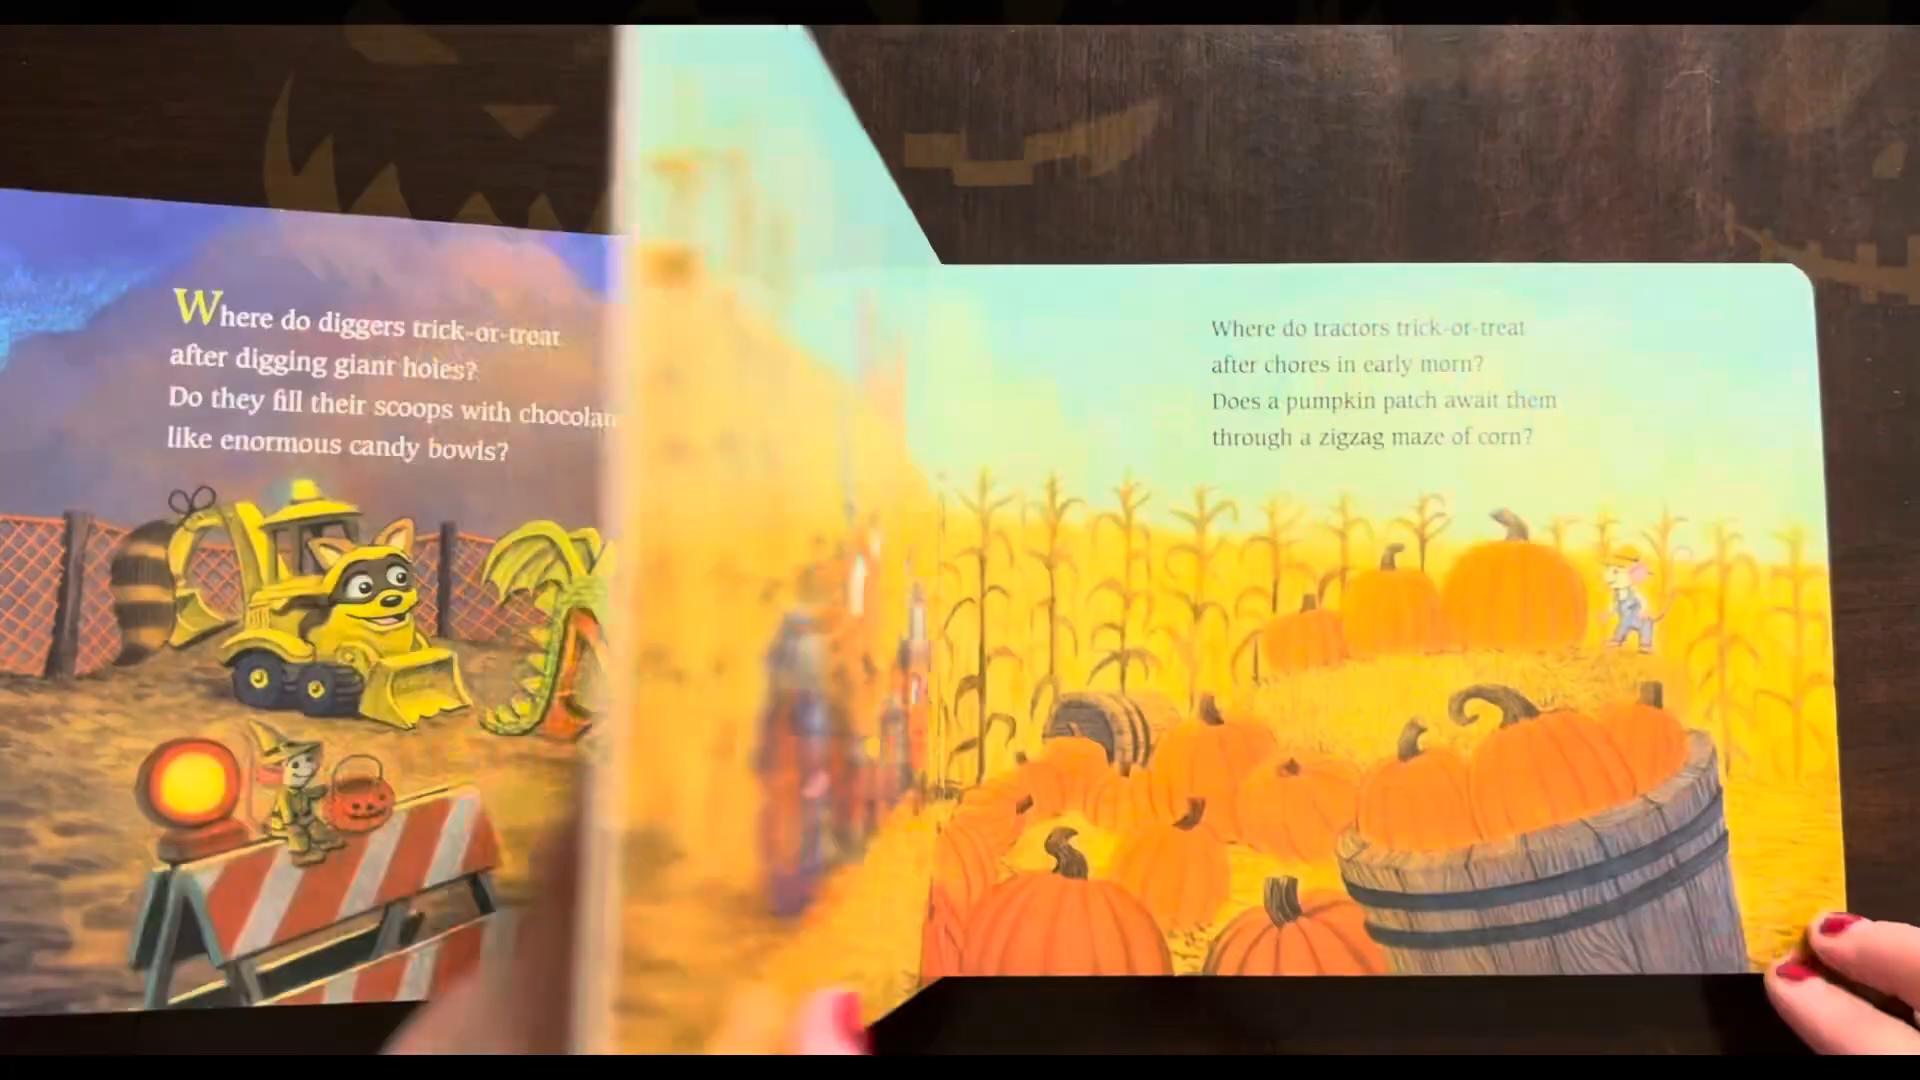 Where do diggers trick-or-treat
after digging giant holes?
Do they fill their scoops with
like enormous candy bowls?
Where do tractors trick-or-treat
after chores in early morn?
Does a pumpkin patch await them
through a zigzag maze of corn?